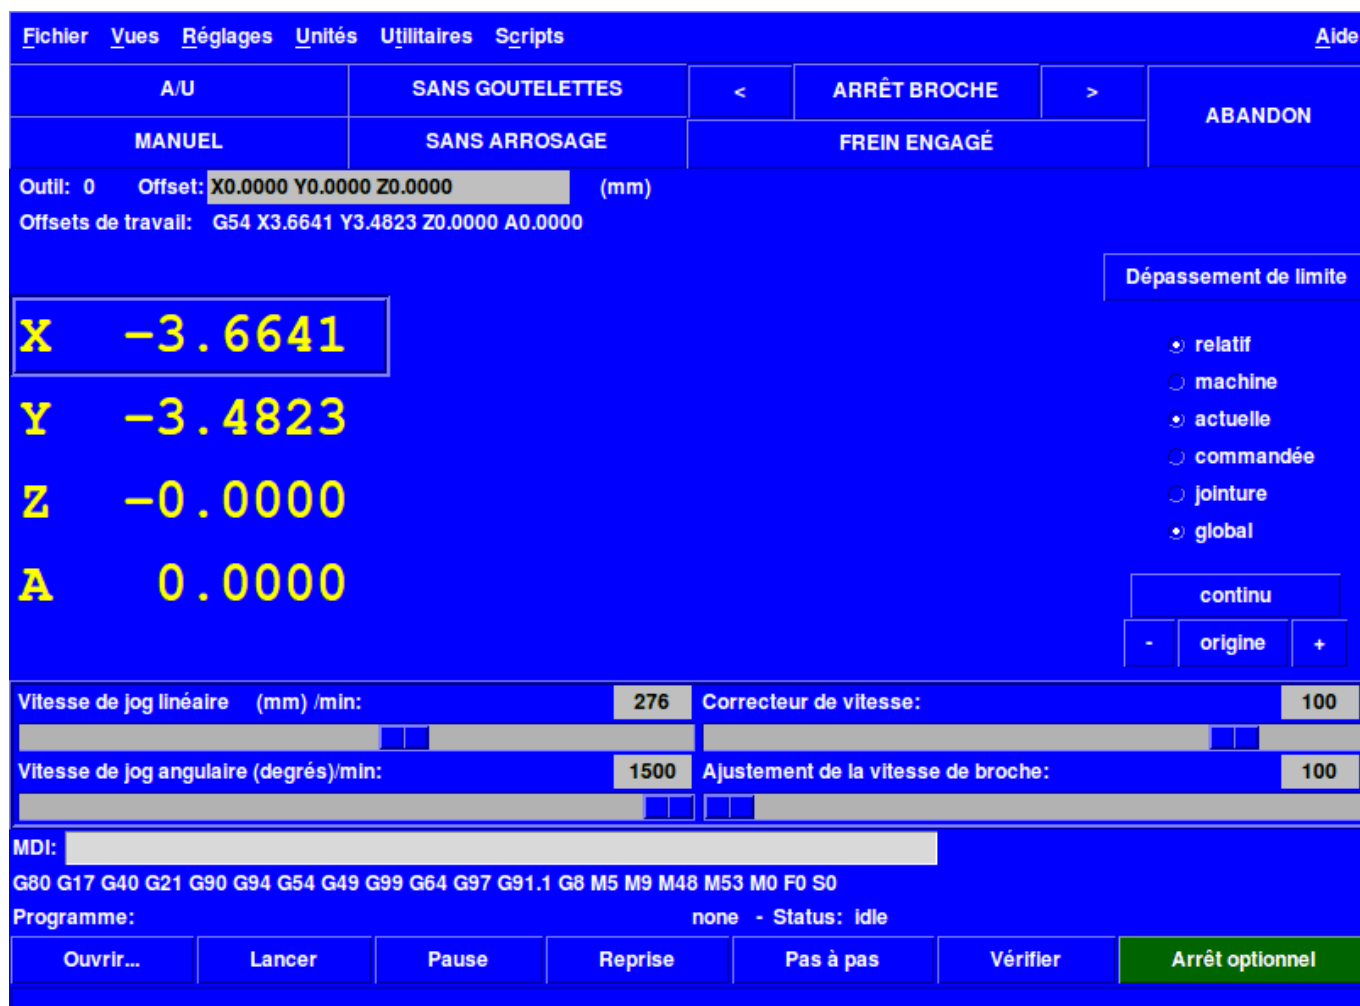 Fichier Vues Réglages Unités Utilitaires Scripts Aide
A/U SANS GOUTELETTES < ARRÊT BROCHE > ABANDON
MANUEL SANS ARROSAGE FREIN ENGAGÉ
Outil: 0 Offset: X0.0000 Y0.0000 Z0.0000 (mm)
Offsets de travail: G54 X3.6641 Y3.4823 Z0.0000 A0.0000
Dépassement de limite
X -3.6641
Y -3.4823
Z -0.0000
A 0.0000
relatif
machine
actuelle
commandée
jointure
global
continu
- origine +
Vitesse de jog linéaire (mm) /min: 276 Correcteur de vitesse: 100
Vitesse de jog angulaire (degrés)/min: 1500 Ajustement de la vitesse de broche: 100
MDI:
G80 G17 G40 G21 G90 G94 G54 G49 G99 G64 G97 G91.1 G8 M5 M9 M48 M53 M0 F0 S0
Programme: none - Status: idle
Ouvrir... Lancer Pause Reprise Pas à pas Vérifier Arrêt optionnel